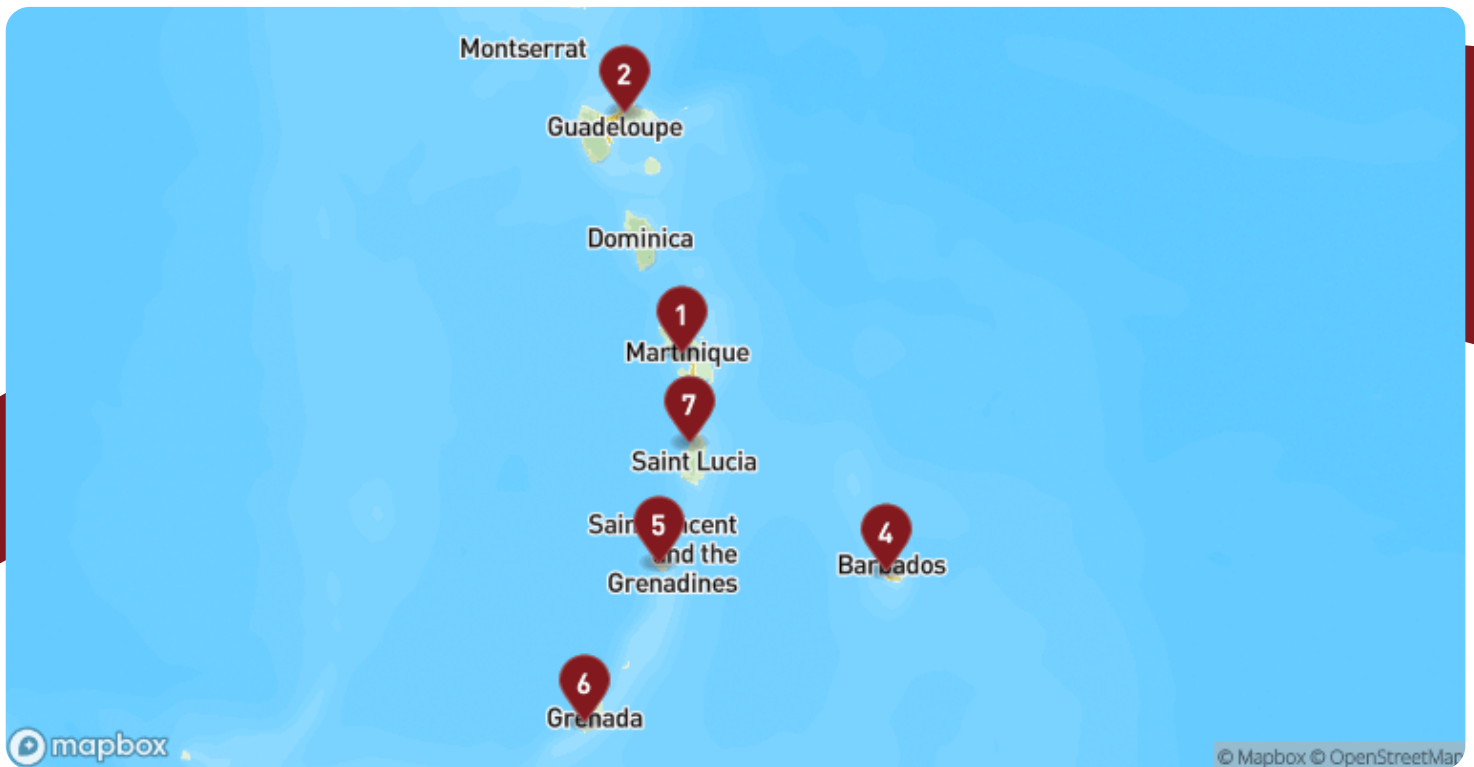 Montserrat
2
Guadeloupe
Dominica
1
Martinique
7
Saint Lucia
5
and the
Grenadines
4
Barbados
6
Grenada
mapbox
© Mapbox © OpenStreetMap